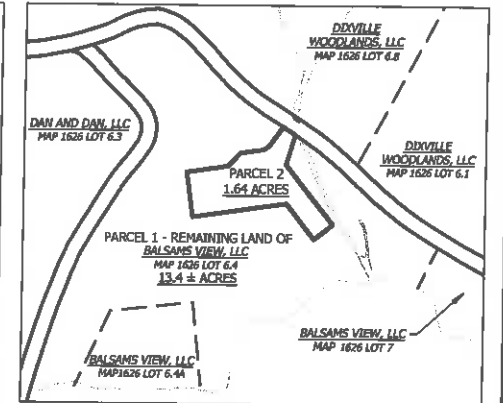 DIXVILLE
WOODLANDS, LLC
MAP 1626 LOT 6.8
DAN AND DAN, LLC
MAP 1626 LOT 6.3
DIXVILLE
WOODLANDS, LLC
MAP 1626 LOT 6.1
PARCEL 2
1.64 ACRES
PARCEL 1 - REMAINING LAND OF
BALSAMS VIEW, LLC
MAP 1626 LOT 6.4
13.4 ± ACRES
BALSAMS VIEW, LLC
MAP 1626 LOT 7
BALSAMS VIEW, LLC
MAP1626 LOT 6.4A